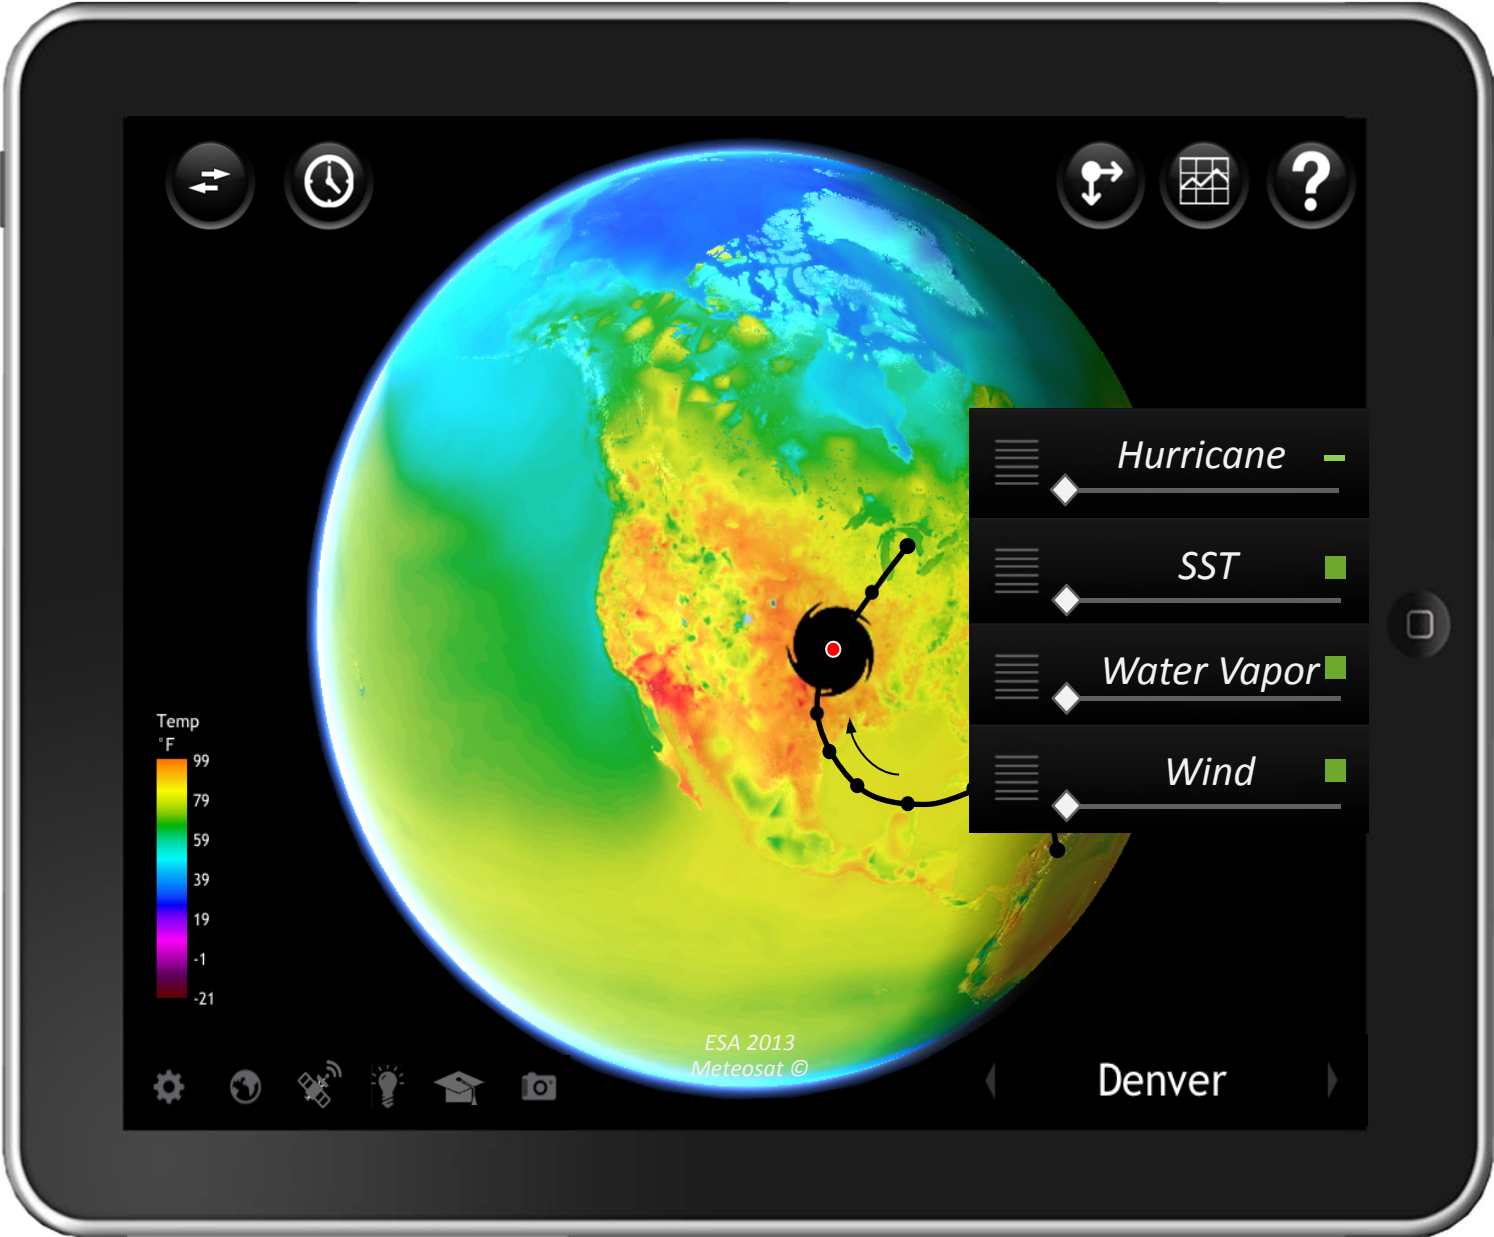 ?
Hurricane
SST
Water Vapor
Wind
Temp
°F
99
79
59
39
19
-1
-21
ESA 2013
Meteosat ©
Denver